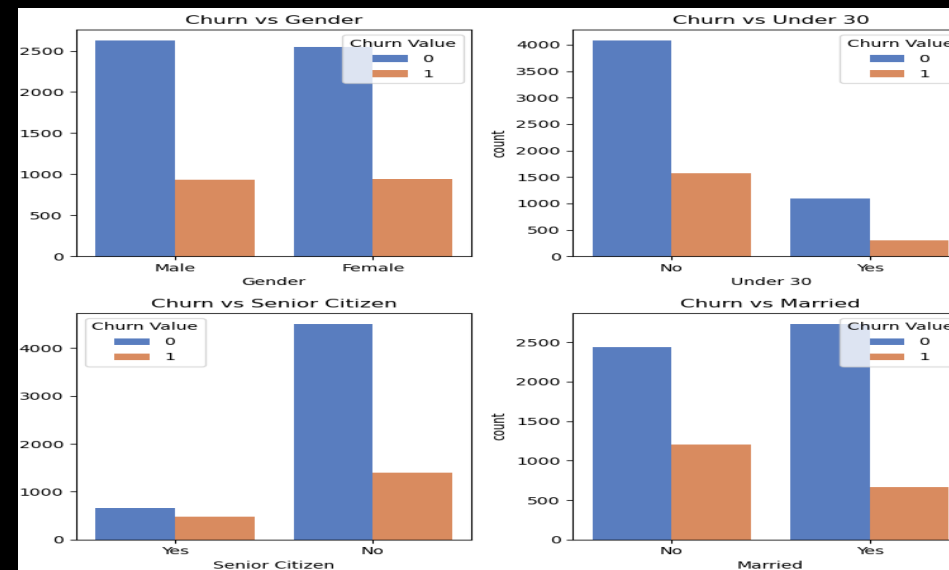 Churn vs Gender
Churn Value
0
1
2500
2000
1500
1000
500
0
Male
Female
Gender
Churn vs Under 30
Churn Value
0
1
4000
3500
3000
2500
2000
1500
1000
500
0
count
No
Yes
Under 30
Churn vs Senior Citizen
Churn Value
0
1
4000
3000
2000
1000
0
Yes
No
Senior Citizen
Churn vs Married
Churn Value
0
1
2500
2000
1500
1000
500
0
count
No
Yes
Married